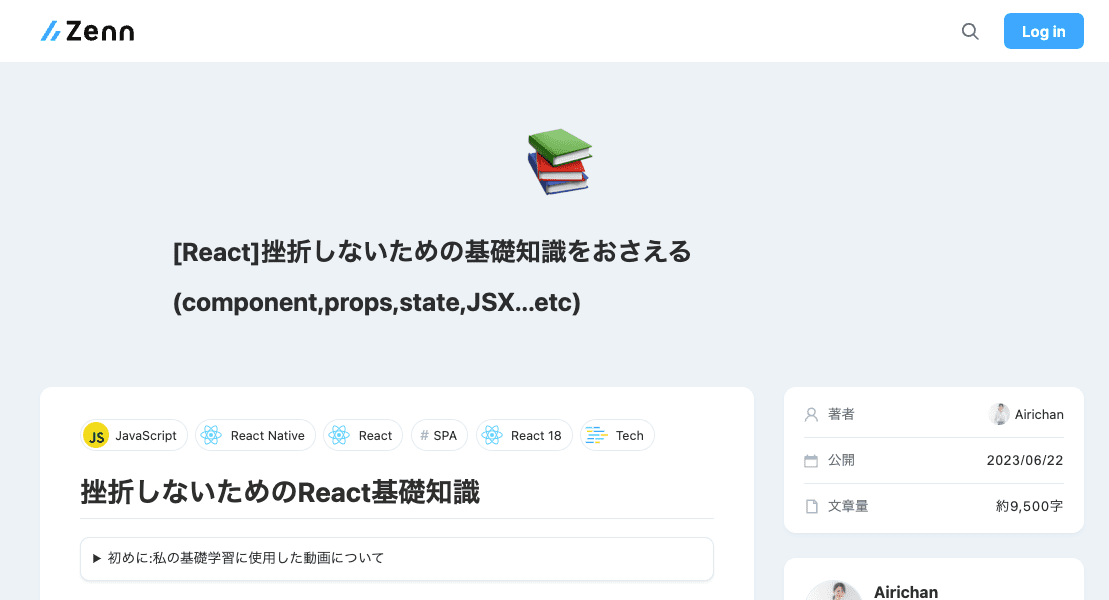 Zenn
Log in
[React]挫折しないための基礎知識をおさえる
(component,props,state,JSX...etc)
JS JavaScript
React Native
React
# SPA
React 18
Tech
挫折しないためのReact基礎知識
▶ 初めに:私の基礎学習に使用した動画について
著者 Airichan
公開 2023/06/22
文章量 約9,500字
Airichan